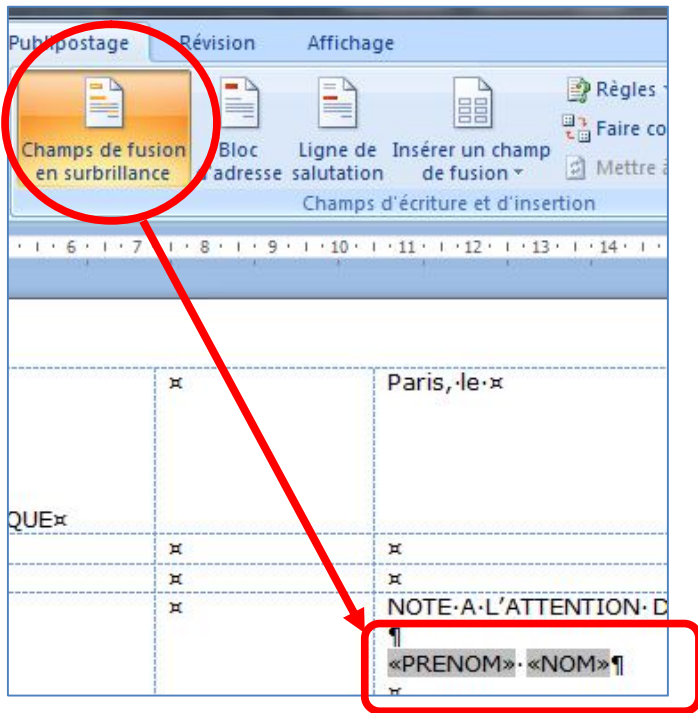 Publipostage Révision Affichage
Règles
Faire co
Mettre à
Champs de fusion en surbrillance
Bloc d'adresse
Ligne de salutation
Insérer un champ de fusion
Champs d'écriture et d'insertion
6 7 8 9 10 11 12 13 14
¤ Paris,·le·¤
QUE¤
¤ ¤
¤ ¤
¤ NOTE·A·L'ATTENTION·D
¶
«PRENOM»·«NOM»¶
¤